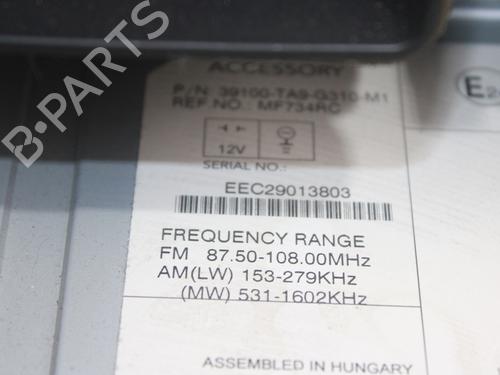 ACCESSORY
P/N: 39100-TA9-G310-M1
REF.NO.: MF734RC
12V
SERIAL NO.:
EEC29013803
FREQUENCY RANGE
FM 87.50-108.00MHz
AM(LW) 153-279KHz
(MW) 531-1602KHz
ASSEMBLED IN HUNGARY
B-PARTS